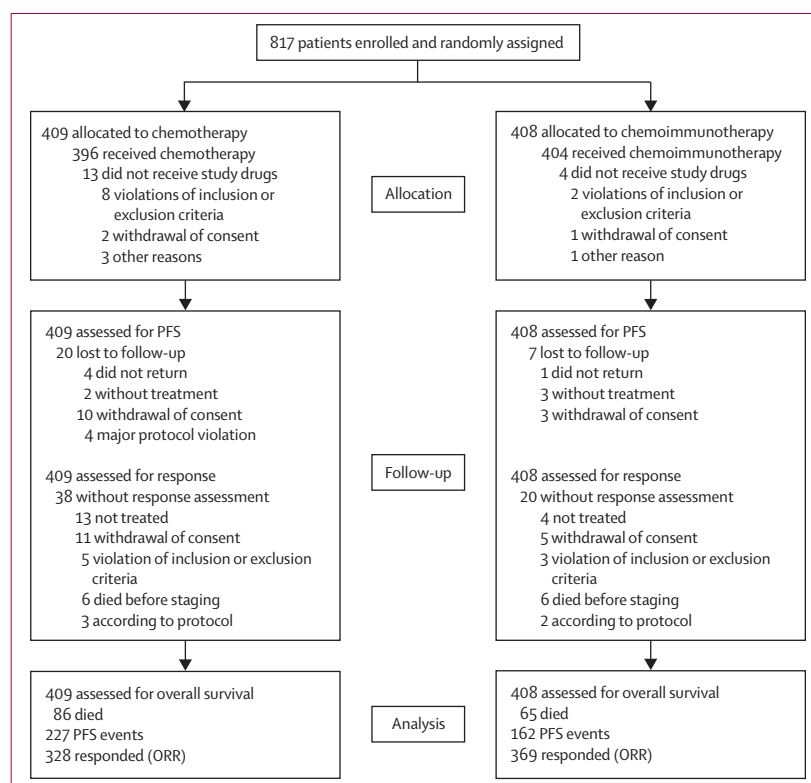 817 patients enrolled and randomly assigned
409 allocated to chemotherapy
396 received chemotherapy
13 did not receive study drugs
8 violations of inclusion or
exclusion criteria
2 withdrawal of consent
3 other reasons
Allocation
408 allocated to chemoimmunotherapy
404 received chemoimmunotherapy
4 did not receive study drugs
2 violations of inclusion or
exclusion criteria
1 withdrawal of consent
1 other reason
409 assessed for PFS
20 lost to follow-up
4 did not return
2 without treatment
10 withdrawal of consent
4 major protocol violation
409 assessed for response
38 without response assessment
13 not treated
11 withdrawal of consent
5 violation of inclusion or exclusion
criteria
6 died before staging
3 according to protocol
Follow-up
408 assessed for PFS
7 lost to follow-up
1 did not return
3 without treatment
3 withdrawal of consent
408 assessed for response
20 without response assessment
4 not treated
5 withdrawal of consent
3 violation of inclusion or exclusion
criteria
6 died before staging
2 according to protocol
409 assessed for overall survival
86 died
227 PFS events
328 responded (ORR)
Analysis
408 assessed for overall survival
65 died
162 PFS events
369 responded (ORR)